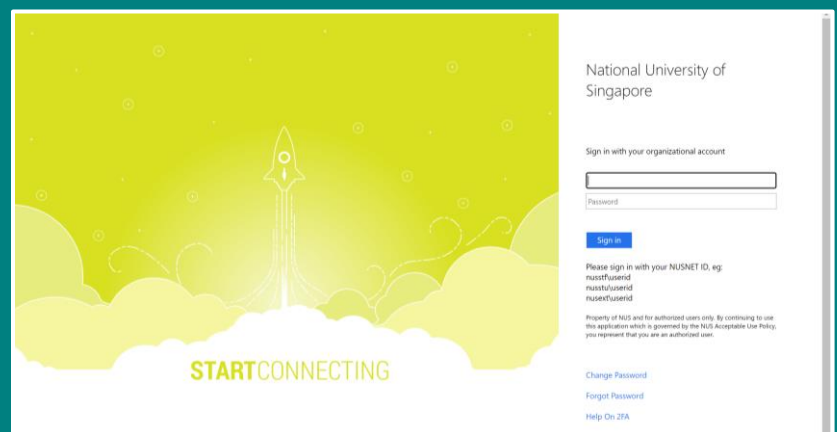 National University of
Singapore
Sign in with your organizational account
Password
Sign in
Please sign in with your NUSNET ID, eg:
nusstf\userid
nusstu\userid
nusext\userid
Property of NUS and for authorized users only. By continuing to use
this application which is governed by the NUS Acceptable Use Policy,
you represent that you are an authorized user.
STARTCONNECTING
Change Password
Forgot Password
Help On 2FA